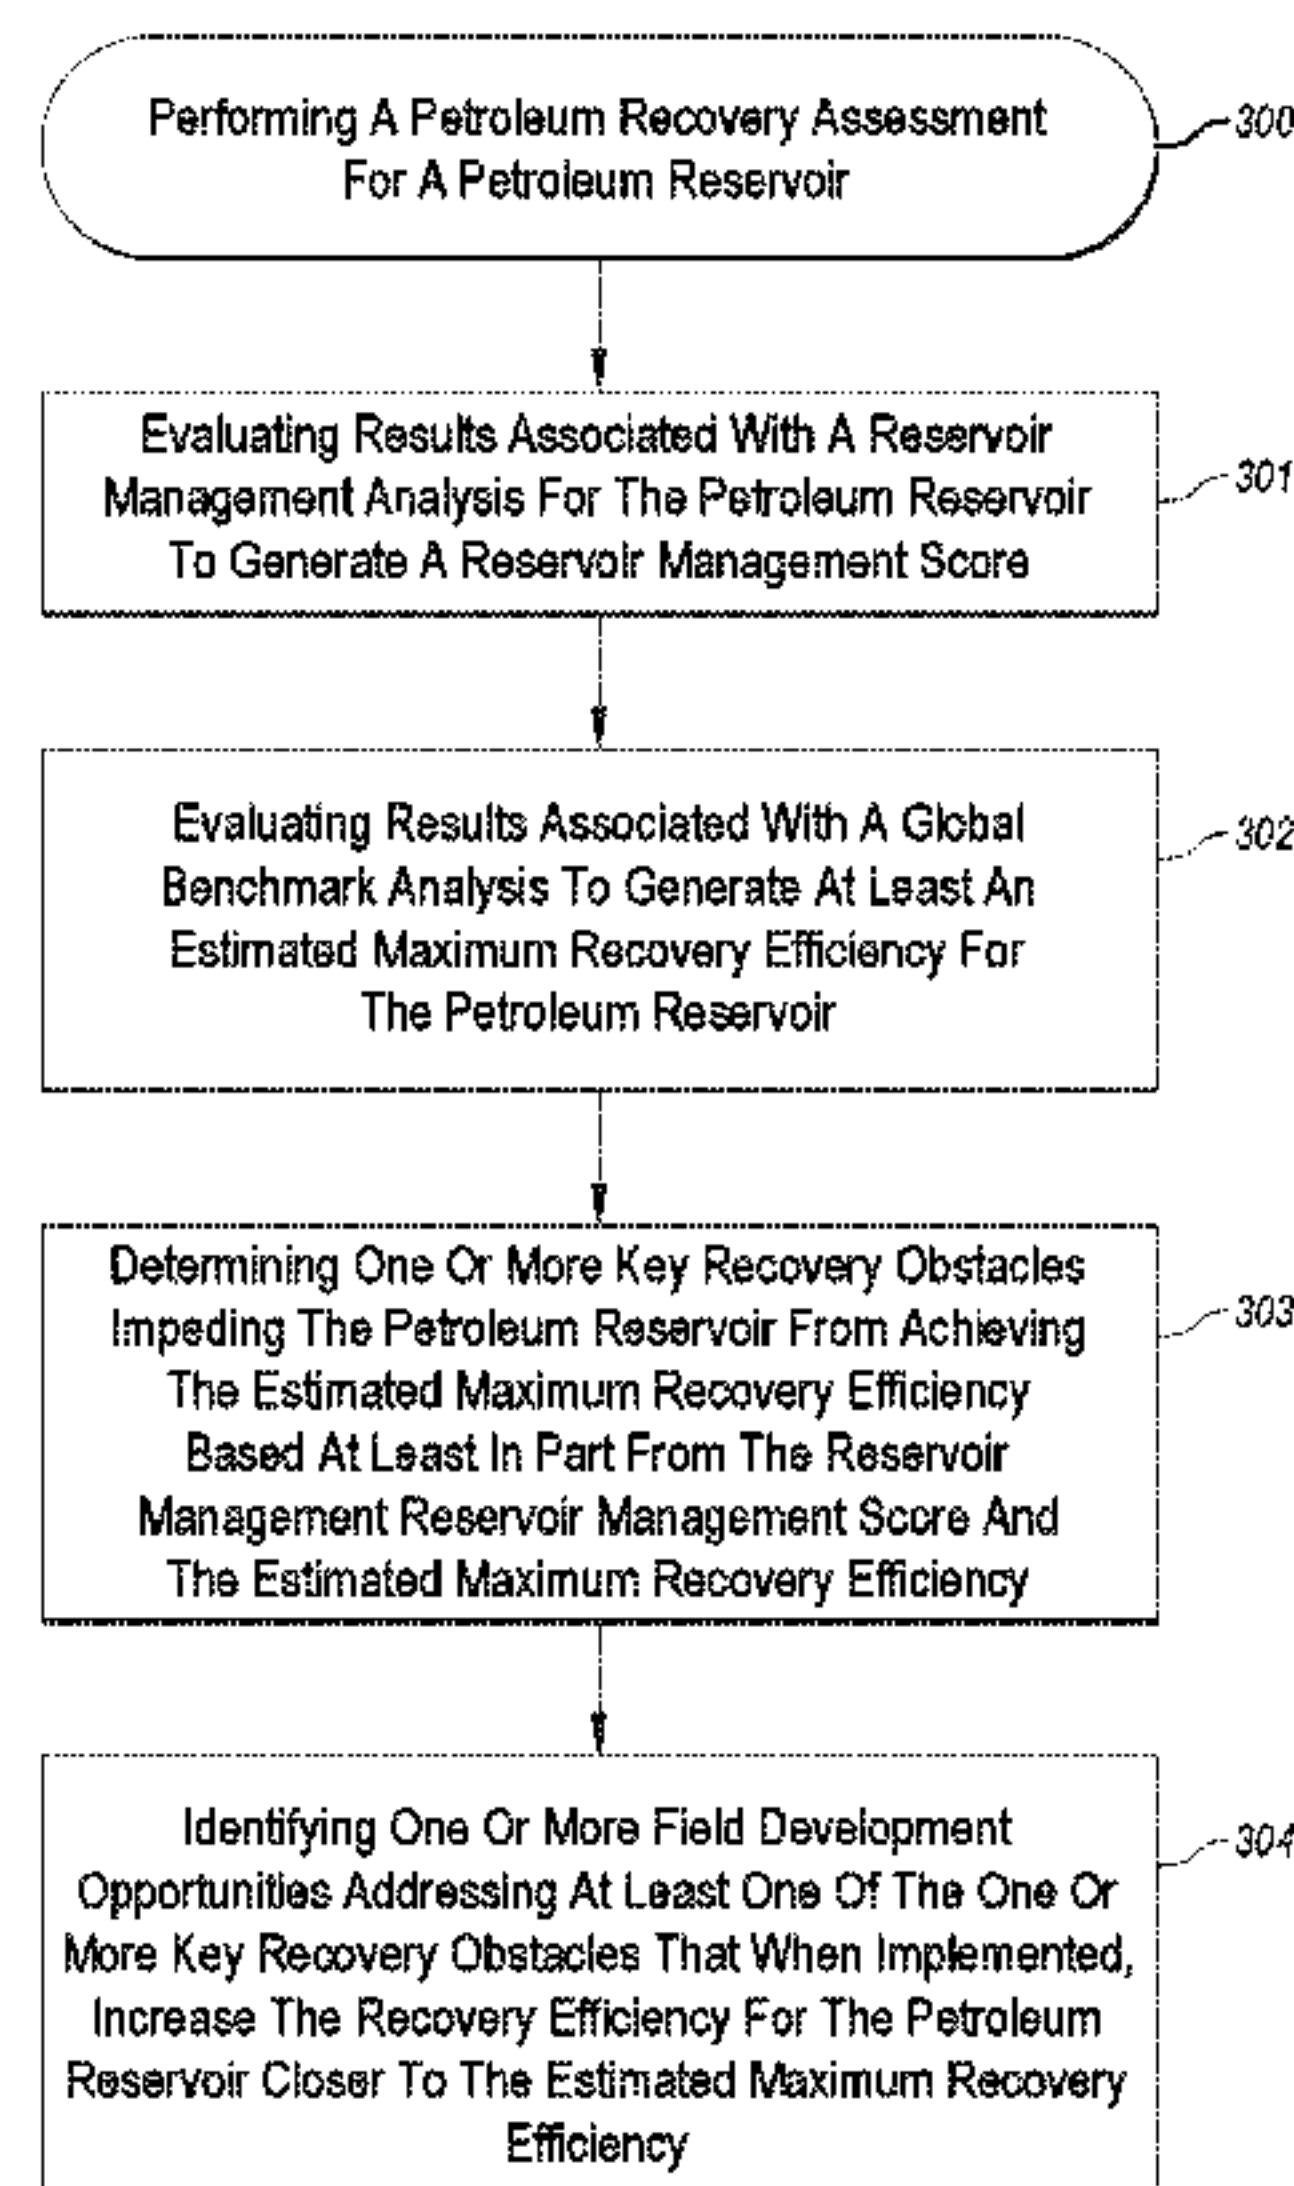 Performing A Petroleum Recovery Assessment
For A Petroleum Reservoir
300
Evaluating Results Associated With A Reservoir
Management Analysis For The Petroleum Reservoir
To Generate A Reservoir Management Score
301
Evaluating Results Associated With A Global
Benchmark Analysis To Generate At Least An
Estimated Maximum Recovery Efficiency For
The Petroleum Reservoir
302
Determining One Or More Key Recovery Obstacles
Impeding The Petroleum Reservoir From Achieving
The Estimated Maximum Recovery Efficiency
Based At Least In Part From The Reservoir
Management Reservoir Management Score And
The Estimated Maximum Recovery Efficiency
303
Identifying One Or More Field Development
Opportunities Addressing At Least One Of The One Or
More Key Recovery Obstacles That When Implemented,
Increase The Recovery Efficiency For The Petroleum
Reservoir Closer To The Estimated Maximum Recovery
Efficiency
304